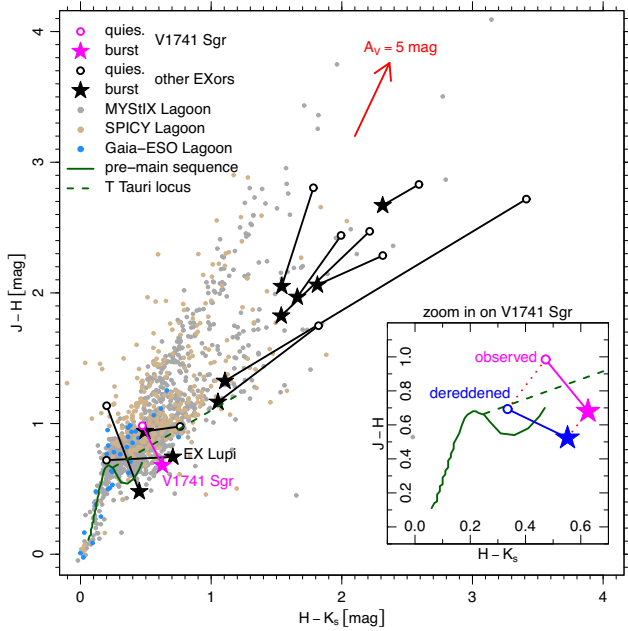 quies.
V1741 Sgr
burst
quies.
other EXors
burst
MYStIX Lagoon
SPICY Lagoon
Gaia−ESO Lagoon
pre−main sequence
T Tauri locus
A_V = 5 mag
EX Lupi
V1741 Sgr
zoom in on V1741 Sgr
observed
dereddened
J − H
0.0 0.2 0.4 0.6 0.8 1.0
0.0 0.2 0.4 0.6
H − K_s
J − H [mag]
0 1 2 3 4
0 1 2 3 4
H − K_s [mag]